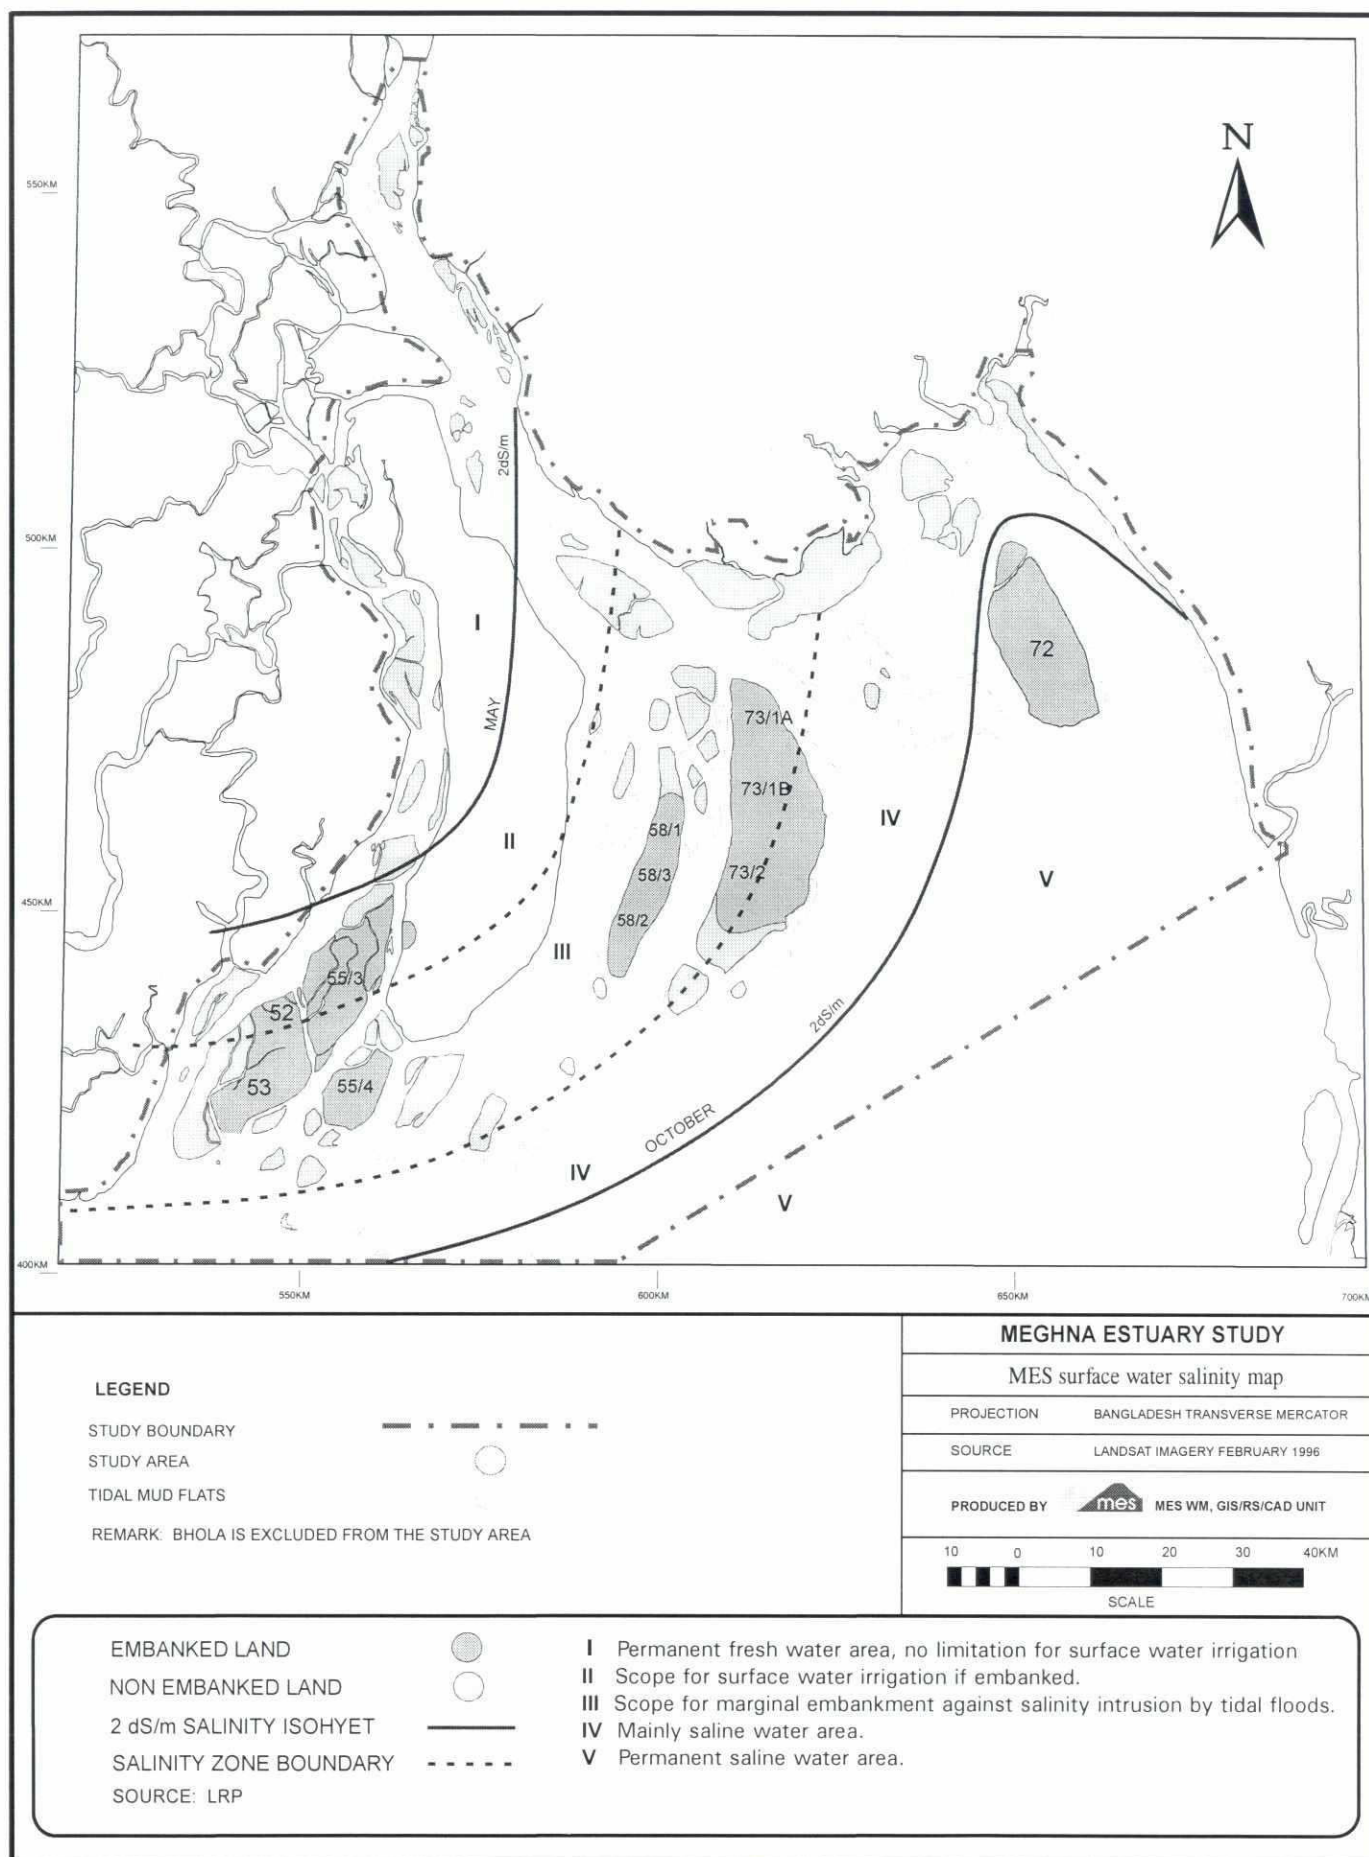 N
550KM
500KM
450KM
400KM
550KM
600KM
650KM
700KM
2dS/m
MAY
I
II
III
IV
IV
V
V
72
73/1A
73/1B
73/2
58/1
58/3
58/2
55/3
52
53
55/4
2dS/m
OCTOBER
LEGEND
STUDY BOUNDARY
STUDY AREA
TIDAL MUD FLATS
REMARK: BHOLA IS EXCLUDED FROM THE STUDY AREA
MEGHNA ESTUARY STUDY
MES surface water salinity map
PROJECTION BANGLADESH TRANSVERSE MERCATOR
SOURCE LANDSAT IMAGERY FEBRUARY 1996
PRODUCED BY mes MES WM, GIS/RS/CAD UNIT
10 0 10 20 30 40KM
SCALE
EMBANKED LAND
NON EMBANKED LAND
2 dS/m SALINITY ISOHYET
SALINITY ZONE BOUNDARY
SOURCE: LRP
I Permanent fresh water area, no limitation for surface water irrigation
II Scope for surface water irrigation if embanked.
III Scope for marginal embankment against salinity intrusion by tidal floods.
IV Mainly saline water area.
V Permanent saline water area.